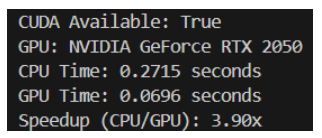 CUDA Available: True
GPU: NVIDIA GeForce RTX 2050
CPU Time: 0.2715 seconds
GPU Time: 0.0696 seconds
Speedup (CPU/GPU): 3.90x